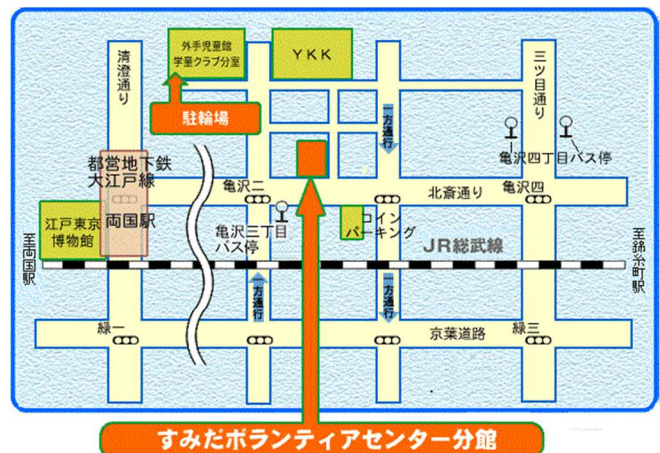 外手児童館
学童クラブ分室
YKK
清澄通り
三ツ目通り
駐輪場
一方通行
都営地下鉄
大江戸線
両国駅
亀沢四丁目バス停
亀沢二
北斎通り
亀沢四
江戸東京
博物館
亀沢三丁目
バス停
コイン
パーキング
至両国駅
JR総武線
至錦糸町駅
一方通行
一方通行
緑一
京葉道路
緑三
すみだボランティアセンター分館